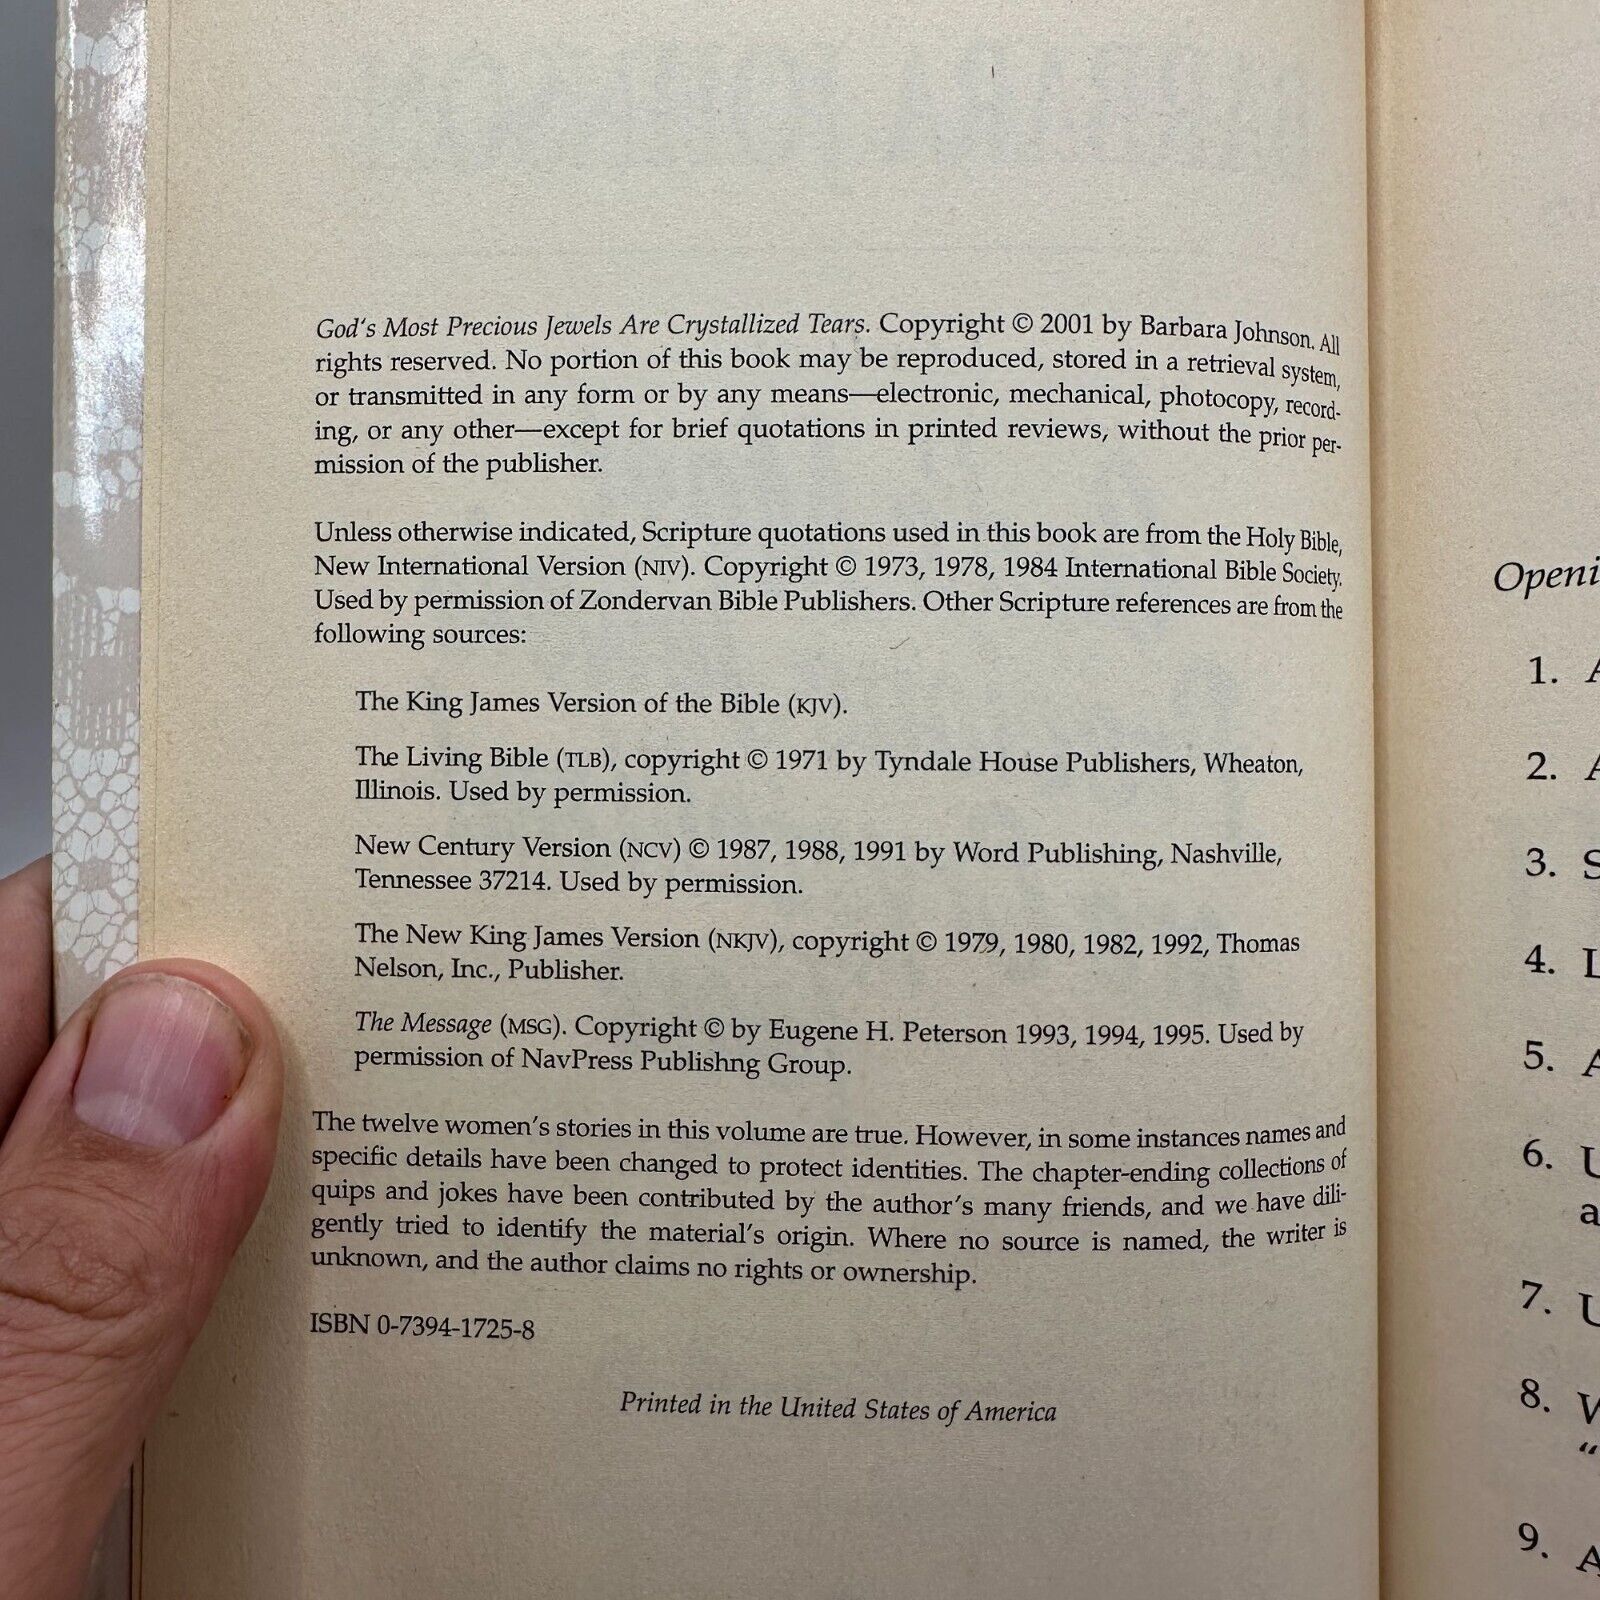 God's Most Precious Jewels Are Crystallized Tears. Copyright © 2001 by Barbara Johnson. All
rights reserved. No portion of this book may be reproduced, stored in a retrieval system,
or transmitted in any form or by any means—electronic, mechanical, photocopy, record-
ing, or any other—except for brief quotations in printed reviews, without the prior per-
mission of the publisher.
Unless otherwise indicated, Scripture quotations used in this book are from the Holy Bible,
New International Version (NIV). Copyright © 1973, 1978, 1984 International Bible Society.
Used by permission of Zondervan Bible Publishers. Other Scripture references are from the
following sources:
The King James Version of the Bible (KJV).
The Living Bible (TLB), copyright © 1971 by Tyndale House Publishers, Wheaton,
Illinois. Used by permission.
New Century Version (NCV) © 1987, 1988, 1991 by Word Publishing, Nashville,
Tennessee 37214. Used by permission.
The New King James Version (NKJV), copyright © 1979, 1980, 1982, 1992, Thomas
Nelson, Inc., Publisher.
The Message (MSG). Copyright © by Eugene H. Peterson 1993, 1994, 1995. Used by
permission of NavPress Publishng Group.
The twelve women's stories in this volume are true. However, in some instances names and
specific details have been changed to protect identities. The chapter-ending collections of
quips and jokes have been contributed by the author's many friends, and we have dili-
gently tried to identify the material's origin. Where no source is named, the writer is
unknown, and the author claims no rights or ownership.
ISBN 0-7394-1725-8
Printed in the United States of America
Openi
1. A
2. A
3. S
4. L
5. A
6. U
a
7. U
8. W
"
9. A